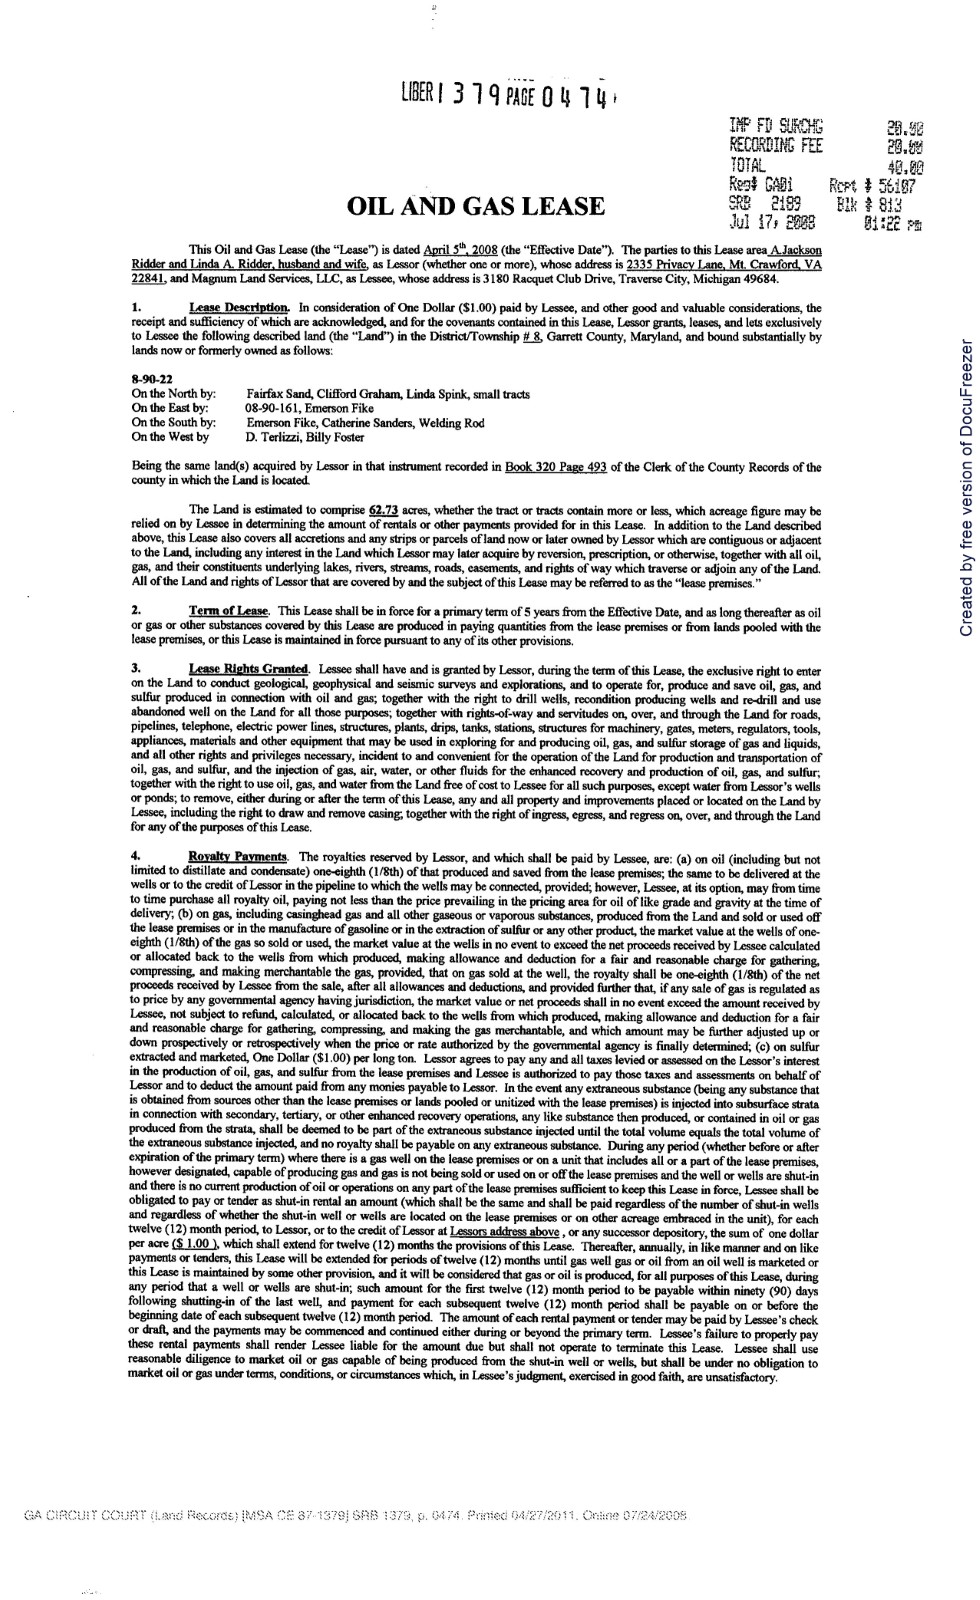 LIBER 1379 PAGE 0474
IMP FD SURCHG 20.00
RECORDING FEE 20.00
TOTAL 40.00
Reg# GA01 Rcpt # 56107
SRB 2189 Blk # 813
Jul 17, 2008 01:22 pm
OIL AND GAS LEASE
This Oil and Gas Lease (the “Lease”) is dated April 5th, 2008 (the “Effective Date”). The parties to this Lease area A.Jackson
Ridder and Linda A. Ridder, husband and wife, as Lessor (whether one or more), whose address is 2335 Privacy Lane, Mt. Crawford, VA
22841, and Magnum Land Services, LLC, as Lessee, whose address is 3180 Racquet Club Drive, Traverse City, Michigan 49684.
1. Lease Description. In consideration of One Dollar ($1.00) paid by Lessee, and other good and valuable considerations, the
receipt and sufficiency of which are acknowledged, and for the covenants contained in this Lease, Lessor grants, leases, and lets exclusively
to Lessee the following described land (the “Land”) in the District/Township # 8, Garrett County, Maryland, and bound substantially by
lands now or formerly owned as follows:
8-90-22
On the North by: Fairfax Sand, Clifford Graham, Linda Spink, small tracts
On the East by: 08-90-161, Emerson Fike
On the South by: Emerson Fike, Catherine Sanders, Welding Rod
On the West by D. Terlizzi, Billy Foster
Being the same land(s) acquired by Lessor in that instrument recorded in Book 320 Page 493 of the Clerk of the County Records of the
county in which the Land is located.
The Land is estimated to comprise 62.73 acres, whether the tract or tracts contain more or less, which acreage figure may be
relied on by Lessee in determining the amount of rentals or other payments provided for in this Lease. In addition to the Land described
above, this Lease also covers all accretions and any strips or parcels of land now or later owned by Lessor which are contiguous or adjacent
to the Land, including any interest in the Land which Lessor may later acquire by reversion, prescription, or otherwise, together with all oil,
gas, and their constituents underlying lakes, rivers, streams, roads, easements, and rights of way which traverse or adjoin any of the Land.
All of the Land and rights of Lessor that are covered by and the subject of this Lease may be referred to as the “lease premises.”
2. Term of Lease. This Lease shall be in force for a primary term of 5 years from the Effective Date, and as long thereafter as oil
or gas or other substances covered by this Lease are produced in paying quantities from the lease premises or from lands pooled with the
lease premises, or this Lease is maintained in force pursuant to any of its other provisions.
3. Lease Rights Granted. Lessee shall have and is granted by Lessor, during the term of this Lease, the exclusive right to enter
on the Land to conduct geological, geophysical and seismic surveys and explorations, and to operate for, produce and save oil, gas, and
sulfur produced in connection with oil and gas; together with the right to drill wells, recondition producing wells and re-drill and use
abandoned well on the Land for all those purposes; together with rights-of-way and servitudes on, over, and through the Land for roads,
pipelines, telephone, electric power lines, structures, plants, drips, tanks, stations, structures for machinery, gates, meters, regulators, tools,
appliances, materials and other equipment that may be used in exploring for and producing oil, gas, and sulfur storage of gas and liquids,
and all other rights and privileges necessary, incident to and convenient for the operation of the Land for production and transportation of
oil, gas, and sulfur, and the injection of gas, air, water, or other fluids for the enhanced recovery and production of oil, gas, and sulfur;
together with the right to use oil, gas, and water from the Land free of cost to Lessee for all such purposes, except water from Lessor’s wells
or ponds; to remove, either during or after the term of this Lease, any and all property and improvements placed or located on the Land by
Lessee, including the right to draw and remove casing; together with the right of ingress, egress, and regress on, over, and through the Land
for any of the purposes of this Lease.
4. Royalty Payments. The royalties reserved by Lessor, and which shall be paid by Lessee, are: (a) on oil (including but not
limited to distillate and condensate) one-eighth (1/8th) of that produced and saved from the lease premises; the same to be delivered at the
wells or to the credit of Lessor in the pipeline to which the wells may be connected, provided; however, Lessee, at its option, may from time
to time purchase all royalty oil, paying not less than the price prevailing in the pricing area for oil of like grade and gravity at the time of
delivery; (b) on gas, including casinghead gas and all other gaseous or vaporous substances, produced from the Land and sold or used off
the lease premises or in the manufacture of gasoline or in the extraction of sulfur or any other product, the market value at the wells of one-
eighth (1/8th) of the gas so sold or used, the market value at the wells in no event to exceed the net proceeds received by Lessee calculated
or allocated back to the wells from which produced, making allowance and deduction for a fair and reasonable charge for gathering,
compressing, and making merchantable the gas, provided, that on gas sold at the well, the royalty shall be one-eighth (1/8th) of the net
proceeds received by Lessee from the sale, after all allowances and deductions, and provided further that, if any sale of gas is regulated as
to price by any governmental agency having jurisdiction, the market value or net proceeds shall in no event exceed the amount received by
Lessee, not subject to refund, calculated, or allocated back to the wells from which produced, making allowance and deduction for a fair
and reasonable charge for gathering, compressing, and making the gas merchantable, and which amount may be further adjusted up or
down prospectively or retrospectively when the price or rate authorized by the governmental agency is finally determined; (c) on sulfur
extracted and marketed, One Dollar ($1.00) per long ton. Lessor agrees to pay any and all taxes levied or assessed on the Lessor’s interest
in the production of oil, gas, and sulfur from the lease premises and Lessee is authorized to pay those taxes and assessments on behalf of
Lessor and to deduct the amount paid from any monies payable to Lessor. In the event any extraneous substance (being any substance that
is obtained from sources other than the lease premises or lands pooled or unitized with the lease premises) is injected into subsurface strata
in connection with secondary, tertiary, or other enhanced recovery operations, any like substance then produced, or contained in oil or gas
produced from the strata, shall be deemed to be part of the extraneous substance injected until the total volume equals the total volume of
the extraneous substance injected, and no royalty shall be payable on any extraneous substance. During any period (whether before or after
expiration of the primary term) where there is a gas well on the lease premises or on a unit that includes all or a part of the lease premises,
however designated, capable of producing gas and gas is not being sold or used on or off the lease premises and the well or wells are shut-in
and there is no current production of oil or operations on any part of the lease premises sufficient to keep this Lease in force, Lessee shall be
obligated to pay or tender as shut-in rental an amount (which shall be the same and shall be paid regardless of the number of shut-in wells
and regardless of whether the shut-in well or wells are located on the lease premises or on other acreage embraced in the unit), for each
twelve (12) month period, to Lessor, or to the credit of Lessor at Lessors address above , or any successor depository, the sum of one dollar
per acre ($ 1.00 ), which shall extend for twelve (12) months the provisions of this Lease. Thereafter, annually, in like manner and on like
payments or tenders, this Lease will be extended for periods of twelve (12) months until gas well gas or oil from an oil well is marketed or
this Lease is maintained by some other provision, and it will be considered that gas or oil is produced, for all purposes of this Lease, during
any period that a well or wells are shut-in; such amount for the first twelve (12) month period to be payable within ninety (90) days
following shutting-in of the last well, and payment for each subsequent twelve (12) month period shall be payable on or before the
beginning date of each subsequent twelve (12) month period. The amount of each rental payment or tender may be paid by Lessee’s check
or draft, and the payments may be commenced and continued either during or beyond the primary term. Lessee’s failure to properly pay
these rental payments shall render Lessee liable for the amount due but shall not operate to terminate this Lease. Lessee shall use
reasonable diligence to market oil or gas capable of being produced from the shut-in well or wells, but shall be under no obligation to
market oil or gas under terms, conditions, or circumstances which, in Lessee’s judgment, exercised in good faith, are unsatisfactory.
GA CIRCUIT COURT (Land Records) [MSA CE 87-1379] SRB 1379, p. 0474. Printed 04/27/2011. Online 07/24/2008.
Created by free version of DocuFreezer